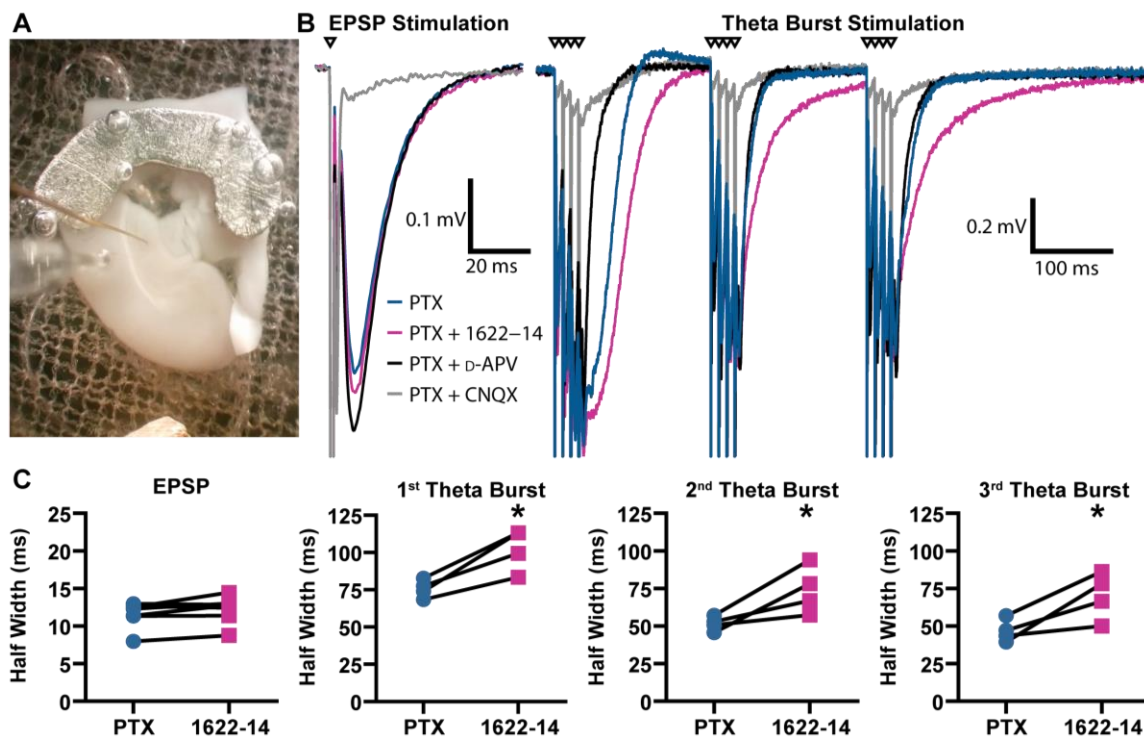 A
B
EPSP Stimulation
Theta Burst Stimulation
0.1 mV
20 ms
0.2 mV
100 ms
PTX
PTX + 1622−14
PTX + D-APV
PTX + CNQX
C
EPSP
Half Width (ms)
25
20
15
10
5
0
PTX 1622-14
1st Theta Burst
*
Half Width (ms)
125
100
75
50
25
0
PTX 1622-14
2nd Theta Burst
*
Half Width (ms)
125
100
75
50
25
0
PTX 1622-14
3rd Theta Burst
*
Half Width (ms)
125
100
75
50
25
0
PTX 1622-14